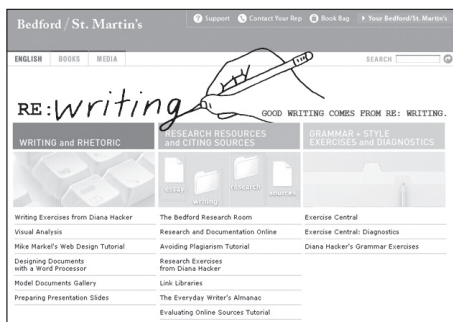 Bedford / St. Martin's
Support Contact Your Rep Book Bag Your Bedford/St. Martin's
ENGLISH BOOKS MEDIA SEARCH
RE: writing
GOOD WRITING COMES FROM RE: WRITING.
WRITING and RHETORIC
Writing Exercises from Diana Hacker
Visual Analysis
Mike Markel's Web Design Tutorial
Designing Documents
with a Word Processor
Model Documents Gallery
Preparing Presentation Slides
RESEARCH RESOURCES
and CITING SOURCES
essay
writing
research
sources
The Bedford Research Room
Research and Documentation Online
Avoiding Plagiarism Tutorial
Research Exercises
from Diana Hacker
Link Libraries
The Everyday Writer's Almanac
Evaluating Online Sources Tutorial
GRAMMAR + STYLE
EXERCISES and DIAGNOSTICS
Exercise Central
Exercise Central: Diagnostics
Diana Hacker's Grammar Exercises